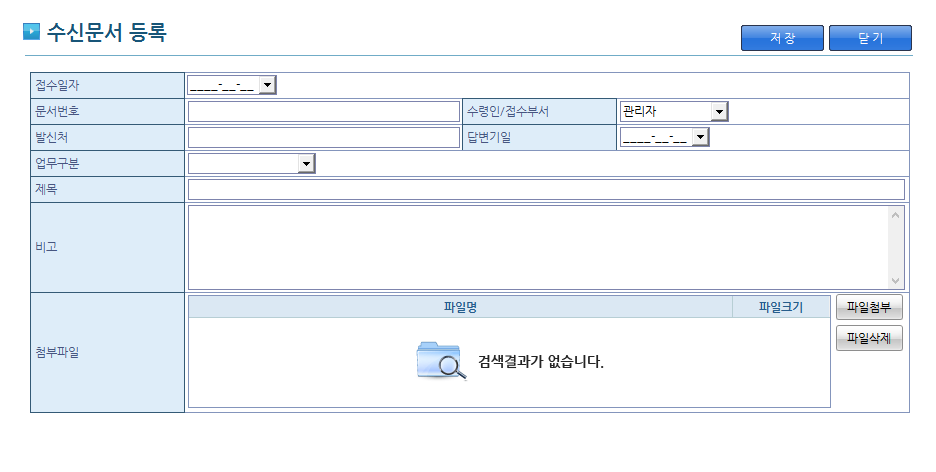 수신문서 등록
저 장
닫 기
접수일자 ____-__-__
문서번호 수령인/접수부서 관리자
발신처 답변기일 ____-__-__
업무구분
제목
비고
첨부파일
파일명 파일크기
검색결과가 없습니다.
파일첨부
파일삭제